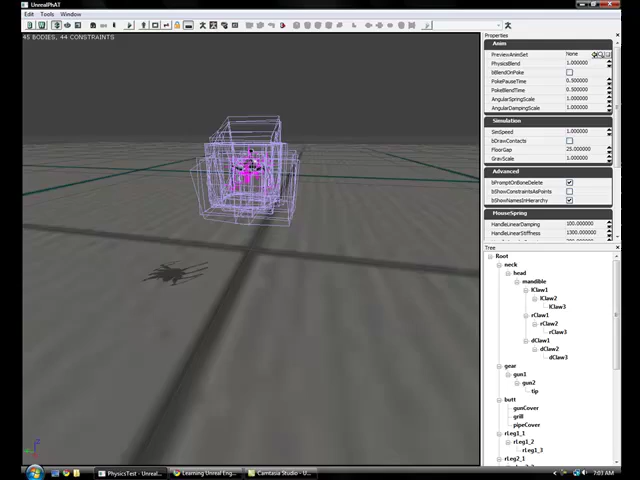 UnrealPhAT
Edit Tools Window
45 BODIES, 44 CONSTRAINTS
Properties
Anim
PreviewAnimSet None
PhysicsBlend 1.000000
bBlendOnPoke
PokePauseTime 0.500000
PokeBlendTime 0.500000
AngularSpringScale 1.000000
AngularDampingScale 1.000000
Simulation
SimSpeed 1.000000
bDrawContacts
FloorGap 25.000000
GravScale 1.000000
Advanced
bPromptOnBoneDelete
bShowConstraintsAsPoints
bShowNamesInHierarchy
MouseSpring
HandleLinearDamping 100.000000
HandleLinearStiffness 1300.000000
Tree
Root
neck
head
mandible
lClaw1
lClaw2
lClaw3
rClaw1
rClaw2
rClaw3
dClaw1
dClaw2
dClaw3
gear
gun1
gun2
tip
butt
gunCover
grill
pipeCover
rLeg1_1
rLeg1_2
rLeg1_3
rLeg2_1
PhysicsTest - Unreal...
Learning Unreal Eng...
Camtasia Studio - U...
7:03 AM